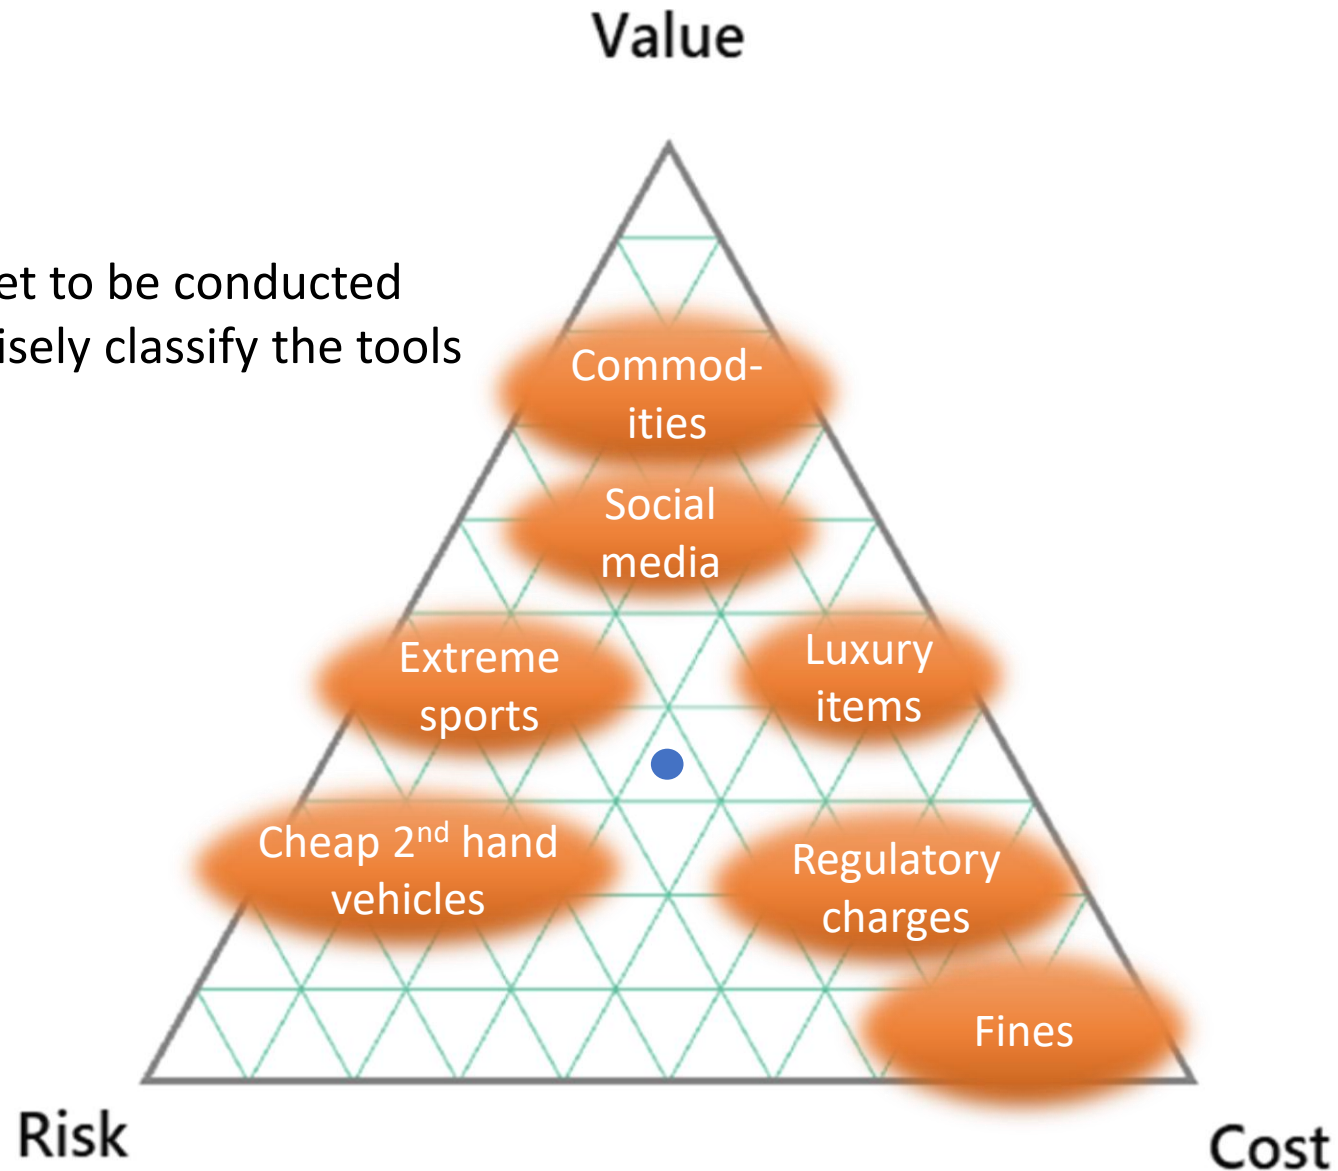 Value
et to be conducted
isely classify the tools
Commod-
ities
Social
media
Extreme
sports
Luxury
items
Cheap 2nd hand
vehicles
Regulatory
charges
Fines
Risk
Cost